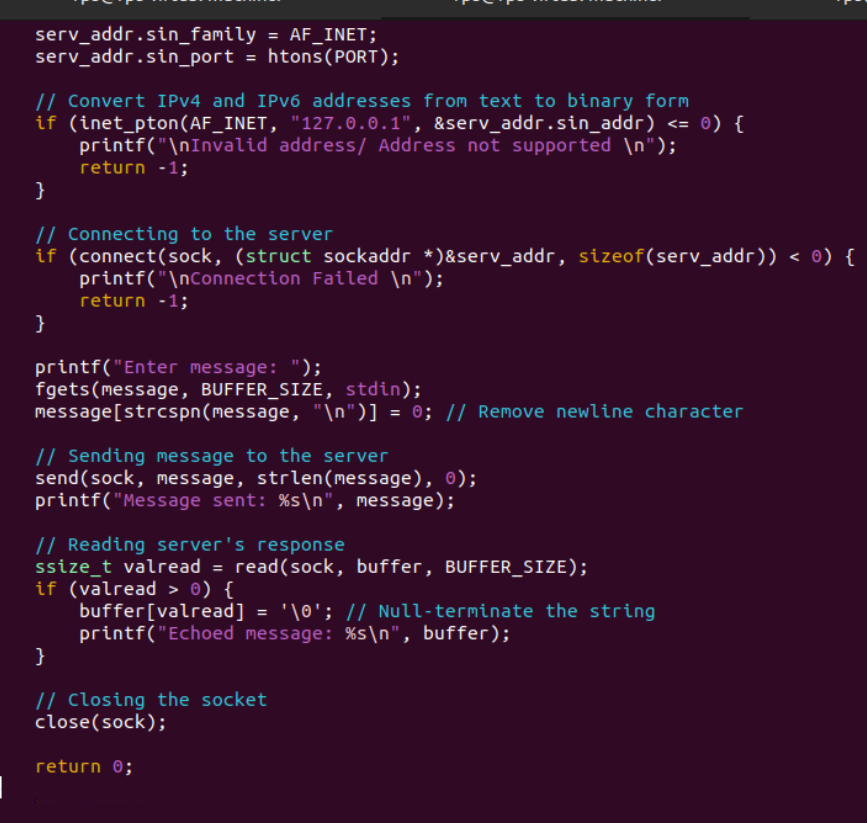 serv_addr.sin_family = AF_INET;
serv_addr.sin_port = htons(PORT);
// Convert IPv4 and IPv6 addresses from text to binary form
if (inet_pton(AF_INET, "127.0.0.1", &serv_addr.sin_addr) <= 0) {
printf("\nInvalid address/ Address not supported \n");
return -1;
}
// Connecting to the server
if (connect(sock, (struct sockaddr *)&serv_addr, sizeof(serv_addr)) < 0) {
printf("\nConnection Failed \n");
return -1;
}
printf("Enter message: ");
fgets(message, BUFFER_SIZE, stdin);
message[strcspn(message, "\n")] = 0; // Remove newline character
// Sending message to the server
send(sock, message, strlen(message), 0);
printf("Message sent: %s\n", message);
// Reading server's response
ssize_t valread = read(sock, buffer, BUFFER_SIZE);
if (valread > 0) {
buffer[valread] = '\0'; // Null-terminate the string
printf("Echoed message: %s\n", buffer);
}
// Closing the socket
close(sock);
return 0;